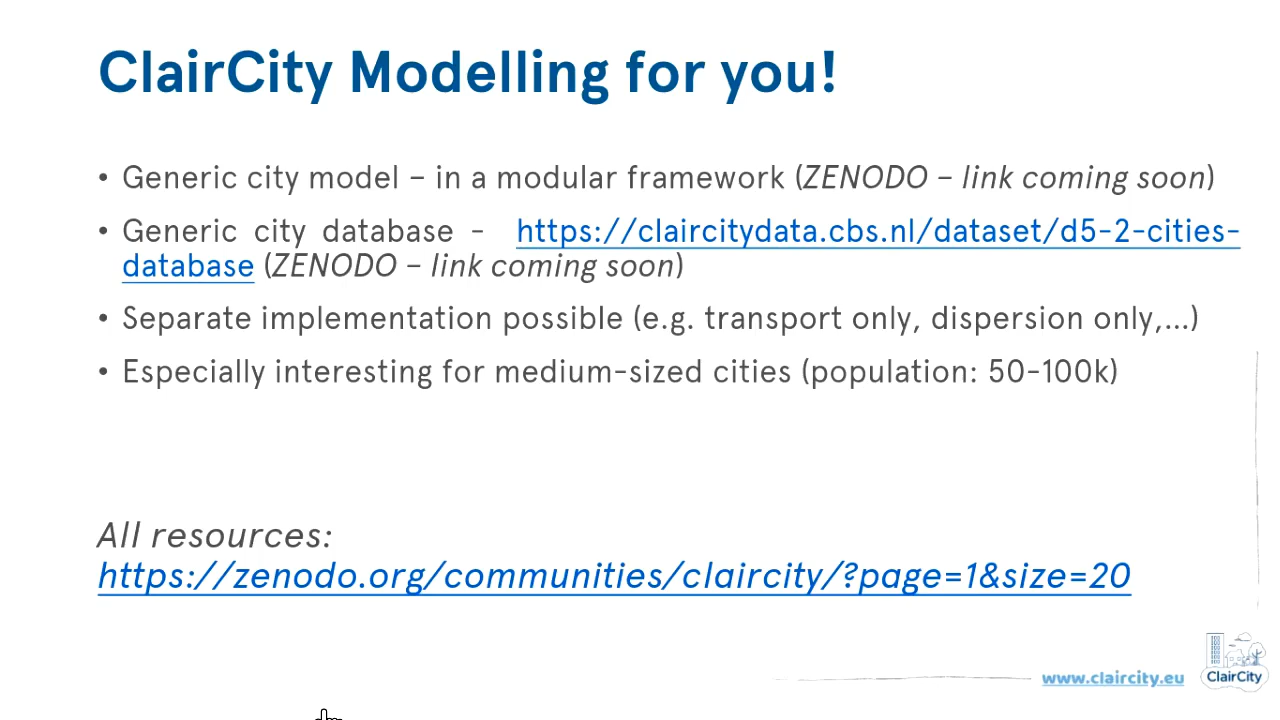 ClairCity Modelling for you!
• Generic city model – in a modular framework (ZENODO – link coming soon)
• Generic city database - https://claircitydata.cbs.nl/dataset/d5-2-cities-
database (ZENODO – link coming soon)
• Separate implementation possible (e.g. transport only, dispersion only,...)
• Especially interesting for medium-sized cities (population: 50-100k)
All resources:
https://zenodo.org/communities/claircity/?page=1&size=20
www.claircity.eu
ClairCity